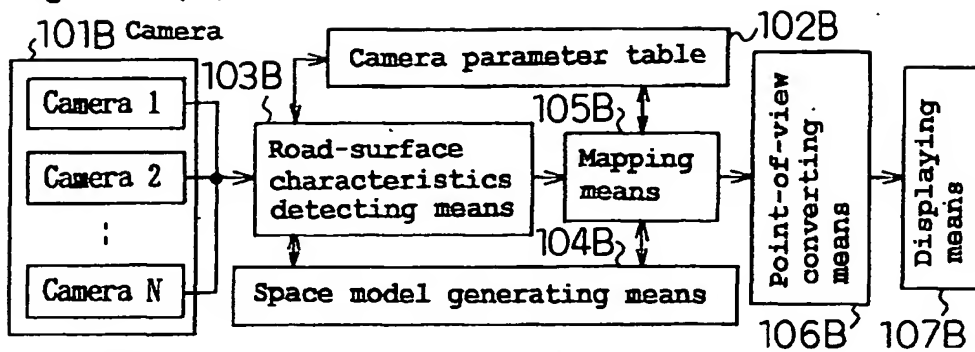 101B Camera
Camera 1
Camera 2
Camera N
103B
Road-surface
characteristics
detecting means
Camera parameter table
102B
105B
Mapping
means
104B
Space model generating means
Point-of-view
converting
means
106B
Displaying
means
107B